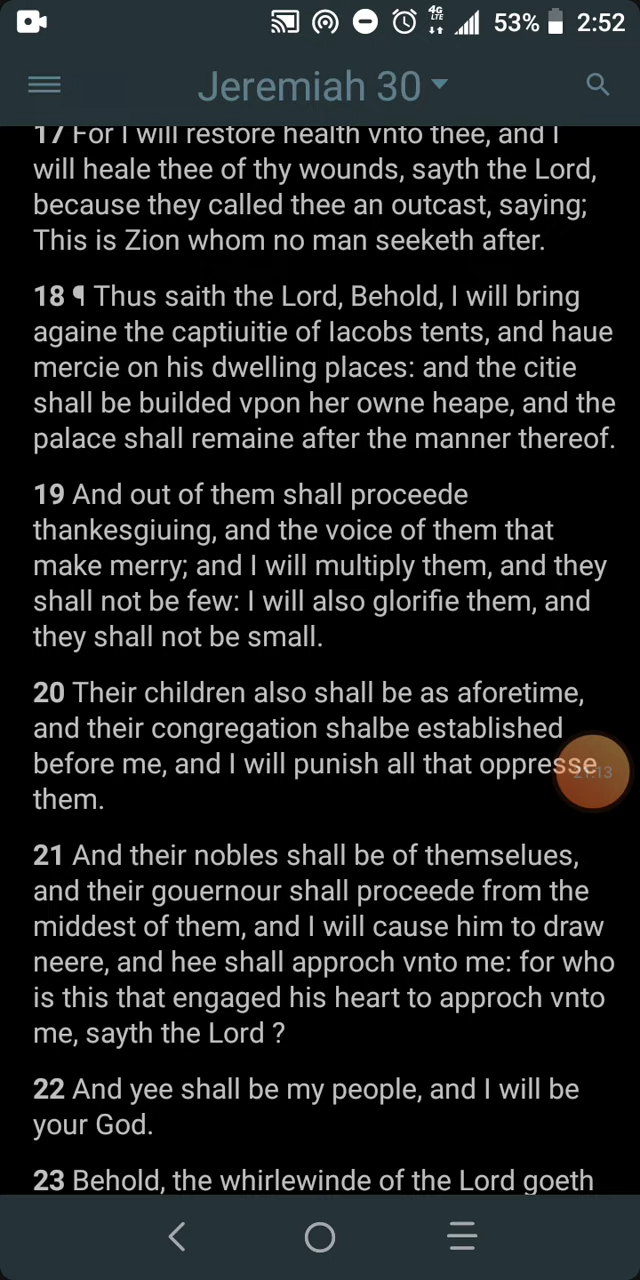 4G
LTE
53%
2:52
Jeremiah 30
17 For I will restore health vnto thee, and I
will heale thee of thy wounds, sayth the Lord,
because they called thee an outcast, saying;
This is Zion whom no man seeketh after.
18 ¶ Thus saith the Lord, Behold, I will bring
againe the captiuitie of Iacobs tents, and haue
mercie on his dwelling places: and the citie
shall be builded vpon her owne heape, and the
palace shall remaine after the manner thereof.
19 And out of them shall proceede
thankesgiuing, and the voice of them that
make merry; and I will multiply them, and they
shall not be few: I will also glorifie them, and
they shall not be small.
20 Their children also shall be as aforetime,
and their congregation shalbe established
before me, and I will punish all that oppresse
21:13
them.
21 And their nobles shall be of themselues,
and their gouernour shall proceede from the
middest of them, and I will cause him to draw
neere, and hee shall approch vnto me: for who
is this that engaged his heart to approch vnto
me, sayth the Lord ?
22 And yee shall be my people, and I will be
your God.
23 Behold, the whirlewinde of the Lord goeth